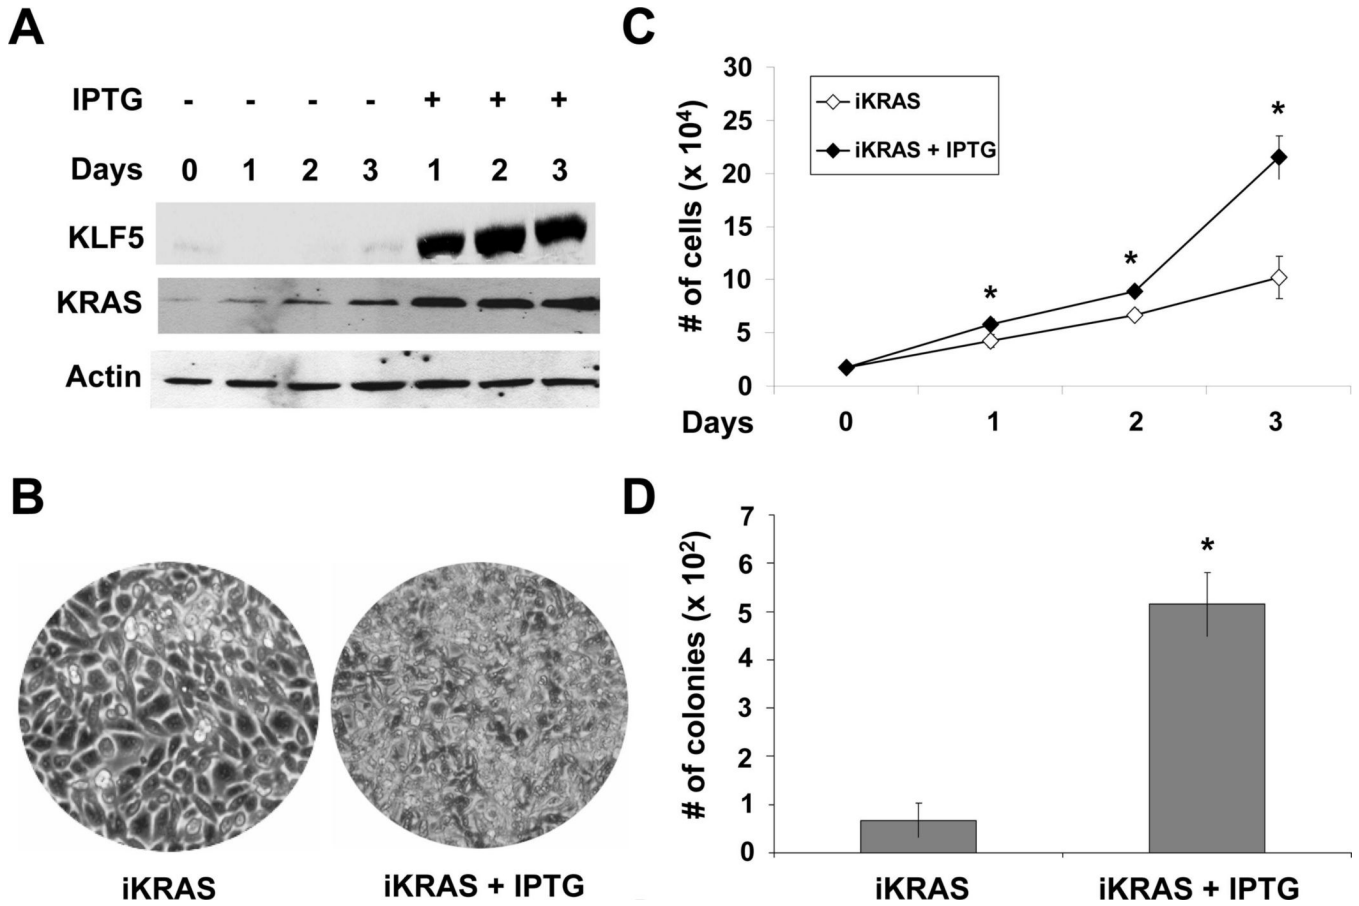 A
IPTG - - - - + + +
Days 0 1 2 3 1 2 3
KLF5
KRAS
Actin
B
iKRAS
iKRAS + IPTG
C
# of cells (x 10⁴)
30
25
20
15
10
5
0
iKRAS
iKRAS + IPTG
* * *
Days 0 1 2 3
D
# of colonies (x 10²)
7
6
5
4
3
2
1
0
*
iKRAS iKRAS + IPTG